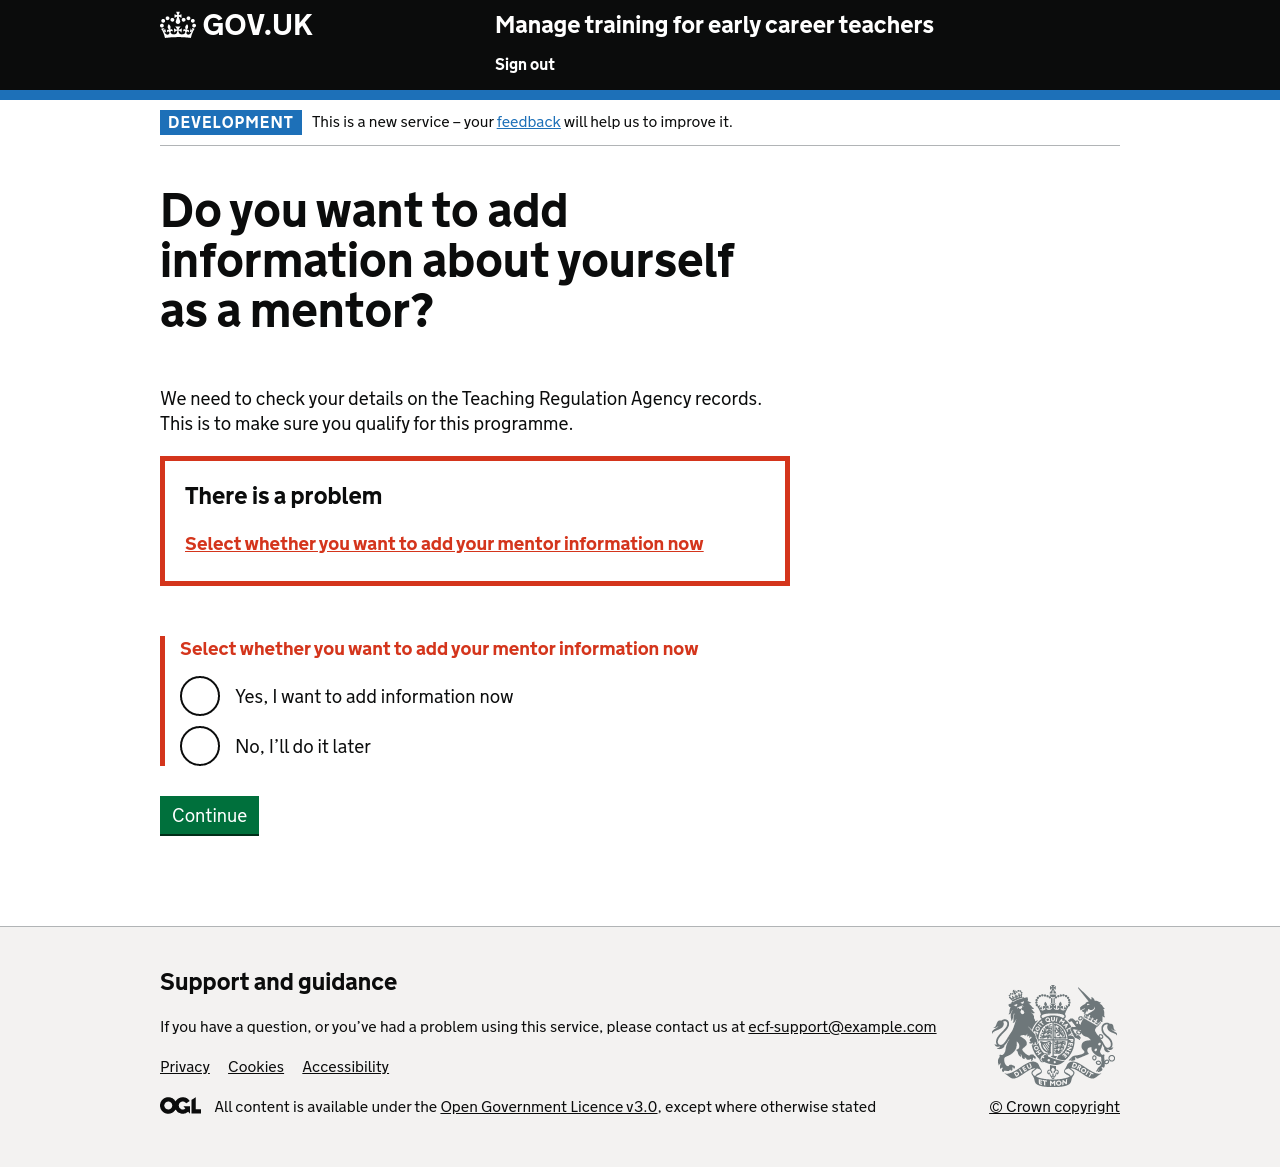 GOV.UK
Manage training for early career teachers
Sign out
DEVELOPMENT This is a new service – your feedback will help us to improve it.
Do you want to add
information about yourself
as a mentor?
We need to check your details on the Teaching Regulation Agency records.
This is to make sure you qualify for this programme.
There is a problem
Select whether you want to add your mentor information now
Select whether you want to add your mentor information now
Yes, I want to add information now
No, I’ll do it later
Continue
Support and guidance
If you have a question, or you’ve had a problem using this service, please contact us at ecf-support@example.com
Privacy Cookies Accessibility
OGL All content is available under the Open Government Licence v3.0, except where otherwise stated
DIEU ET MON DROIT
© Crown copyright